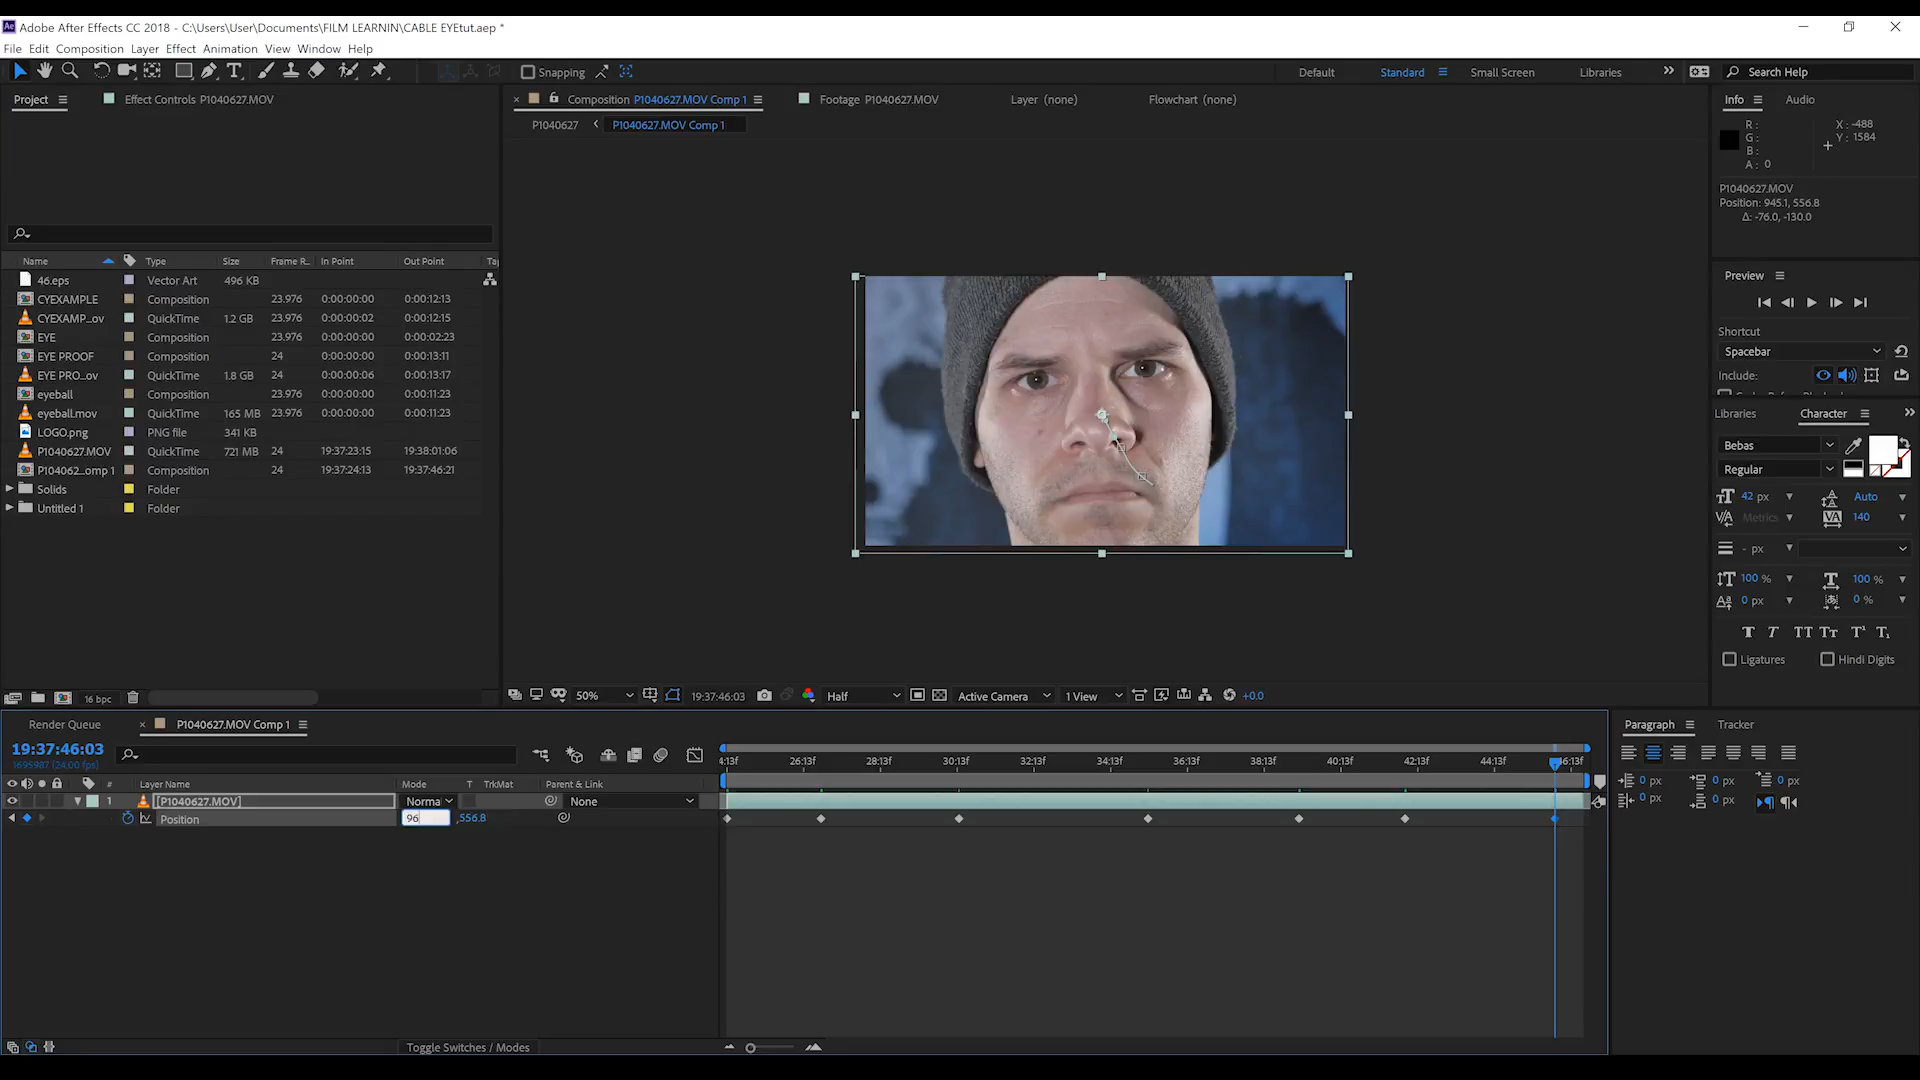 Adobe After Effects CC 2018 - C:\Users\User\Documents\FILM LEARNIN\CABLE EYEtut.aep *
File Edit Composition Layer Effect Animation View Window Help
Snapping Default Standard Small Screen Libraries Search Help
Project Effect Controls P1040627.MOV
Composition P1040627.MOV Comp 1 Footage P1040627.MOV Layer (none) Flowchart (none)
P1040627 P1040627.MOV Comp 1
Info Audio
R :
G :
B :
A : 0
X : -488
Y : 1584
P1040627.MOV
Position: 945.1, 556.8
Δ: -76.0, -130.0
Name Type Size Frame R... In Point Out Point Tap
46.eps Vector Art 496 KB
CYEXAMPLE Composition 23.976 0:00:00:00 0:00:12:13
CYEXAMP_ov QuickTime 1.2 GB 23.976 0:00:00:02 0:00:12:15
EYE Composition 23.976 0:00:00:00 0:00:02:23
EYE PROOF Composition 24 0:00:00:00 0:00:13:11
EYE PRO...ov QuickTime 1.8 GB 24 0:00:00:06 0:00:13:17
eyeball Composition 23.976 0:00:00:00 0:00:11:23
eyeball.mov QuickTime 165 MB 23.976 0:00:00:00 0:00:11:23
LOGO.png PNG file 341 KB
P1040627.MOV QuickTime 721 MB 24 19:37:23:15 19:38:01:06
P104062...omp 1 Composition 24 19:37:24:13 19:37:46:21
Solids Folder
Untitled 1 Folder
Preview
Shortcut
Spacebar
Include:
Libraries Character
Bebas
Regular
42 px Auto
Metrics 140
- px
100 % 100 %
0 px 0 %
T T TT Tr T¹ T₁
Ligatures Hindi Digits
16 bpc
50% 19:37:46:03 Half Active Camera 1 View +0.0
Render Queue P1040627.MOV Comp 1
19:37:46:03
1695987 (24.00 fps)
4:13f 26:13f 28:13f 30:13f 32:13f 34:13f 36:13f 38:13f 40:13f 42:13f 44:13f 46:13f
# Layer Name Mode T TrkMat Parent & Link
1 [P1040627.MOV] Norma None
Position 96 ,556.8
Toggle Switches / Modes
Paragraph Tracker
0 px 0 px 0 px
0 px 0 px